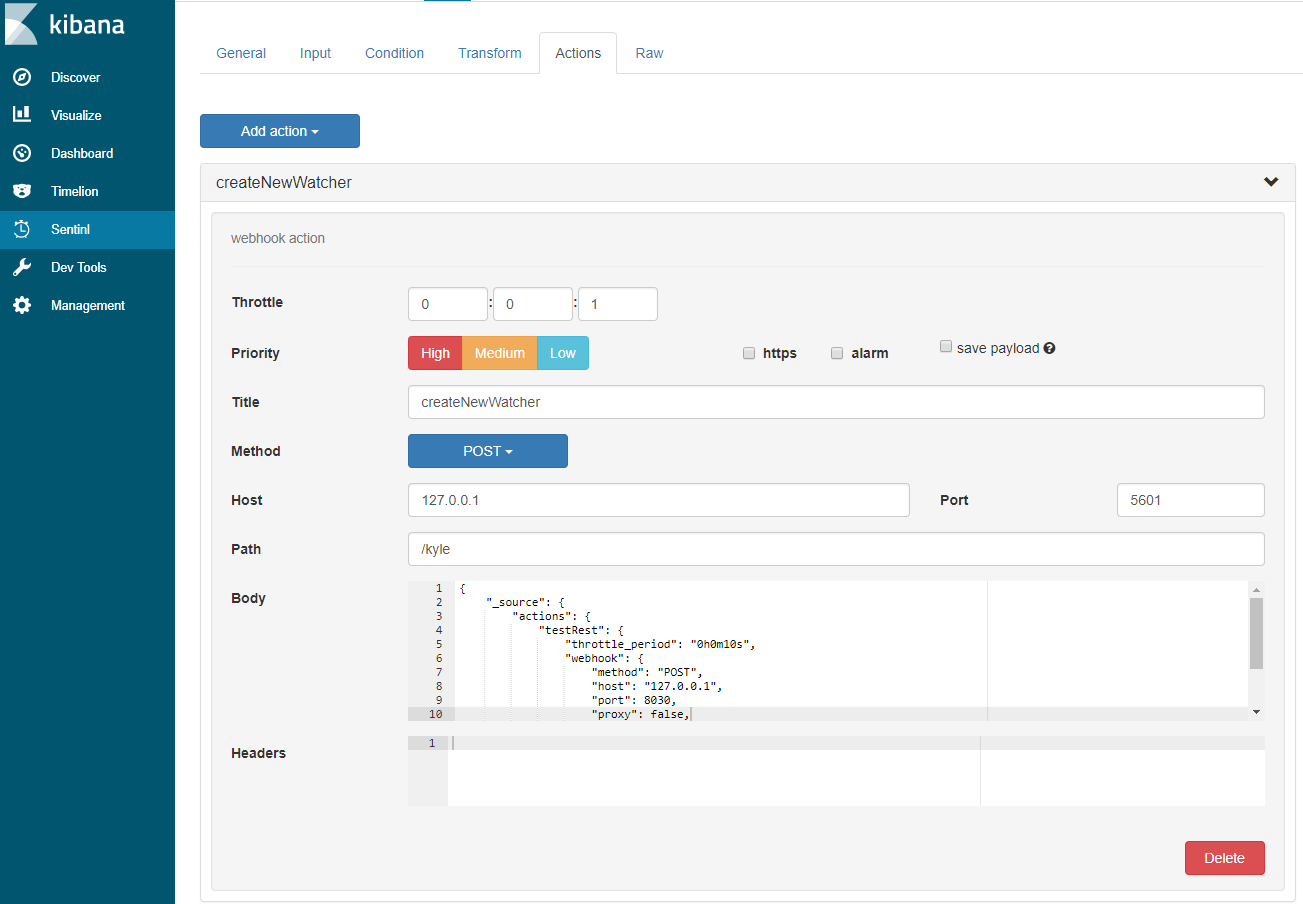 kibana
Discover
Visualize
Dashboard
Timelion
Sentinl
Dev Tools
Management
General Input Condition Transform Actions Raw
Add action
createNewWatcher
webhook action
Throttle 0 : 0 : 1
Priority High Medium Low https alarm save payload ?
Title createNewWatcher
Method POST
Host 127.0.0.1 Port 5601
Path /kyle
Body
1 {
2 "_source": {
3 "actions": {
4 "testRest": {
5 "throttle_period": "0h0m10s",
6 "webhook": {
7 "method": "POST",
8 "host": "127.0.0.1",
9 "port": 8030,
10 "proxy": false,
Headers 1
Delete